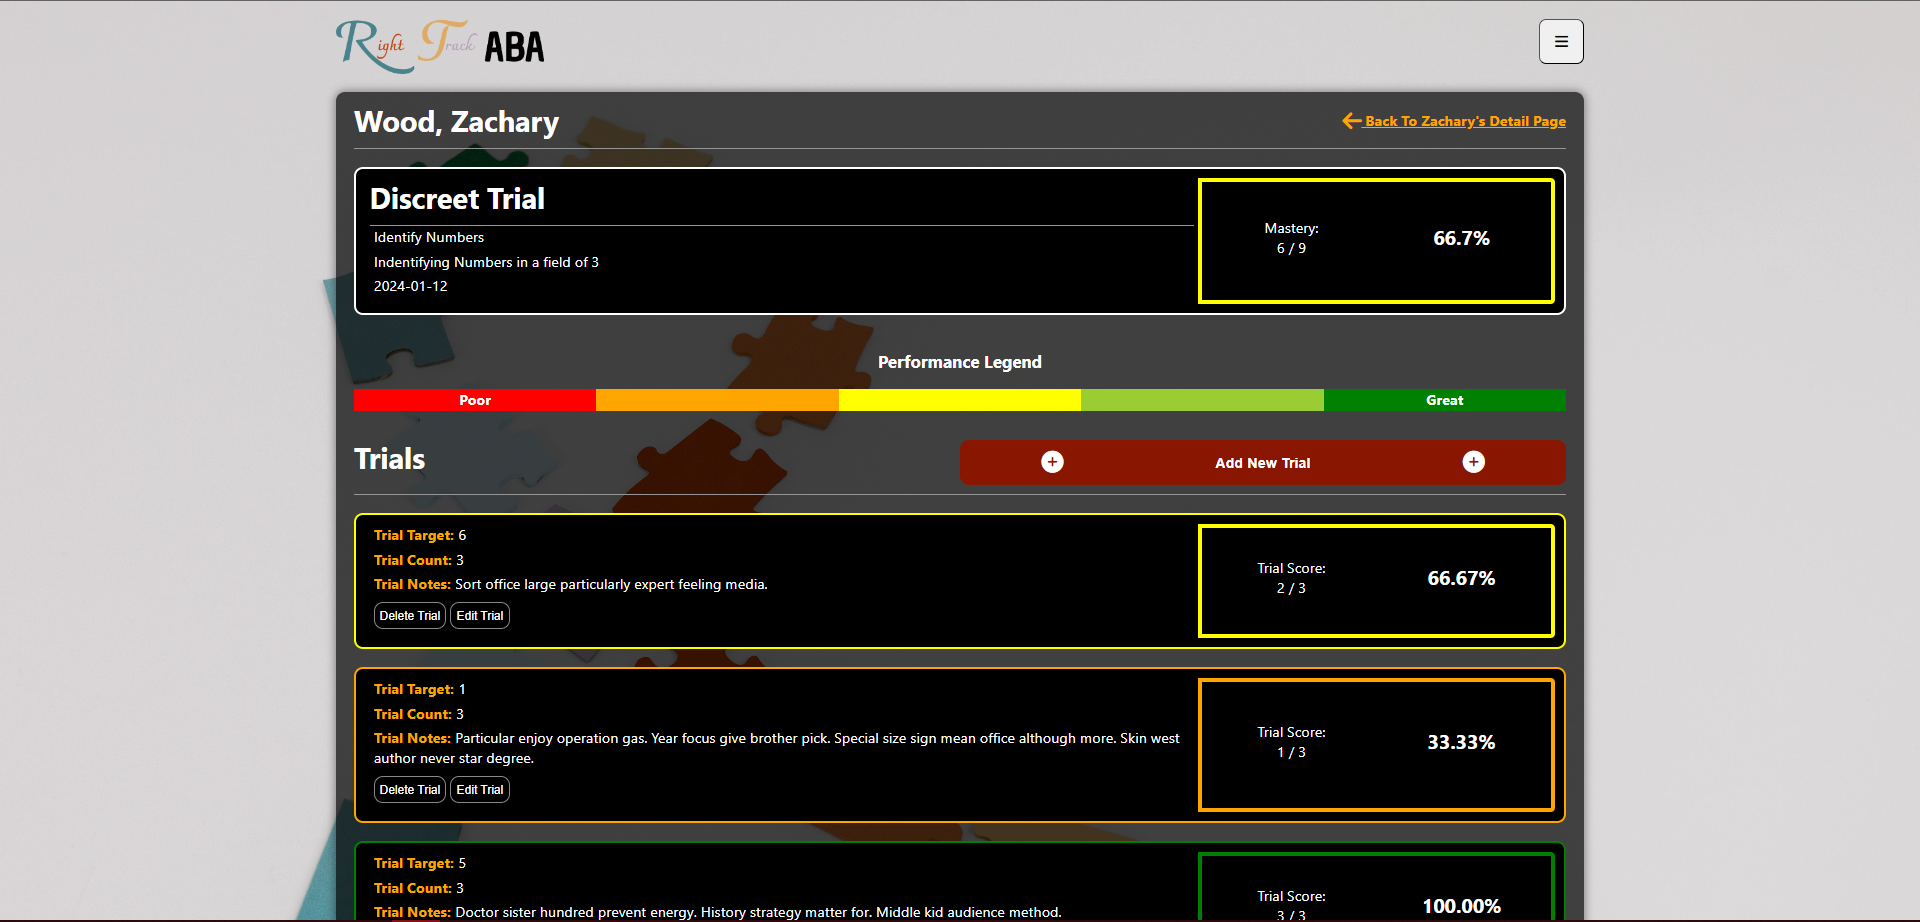 Right Track ABA
Wood, Zachary
Back To Zachary's Detail Page
Discreet Trial
Identify Numbers
Indentifying Numbers in a field of 3
2024-01-12
Mastery:
6 / 9
66.7%
Performance Legend
Poor
Great
Trials
Add New Trial
Trial Target: 6
Trial Count: 3
Trial Notes: Sort office large particularly expert feeling media.
Delete Trial Edit Trial
Trial Score:
2 / 3
66.67%
Trial Target: 1
Trial Count: 3
Trial Notes: Particular enjoy operation gas. Year focus give brother pick. Special size sign mean office although more. Skin west
author never star degree.
Delete Trial Edit Trial
Trial Score:
1 / 3
33.33%
Trial Target: 5
Trial Count: 3
Trial Notes: Doctor sister hundred prevent energy. History strategy matter for. Middle kid audience method.
Trial Score:
3 / 3
100.00%